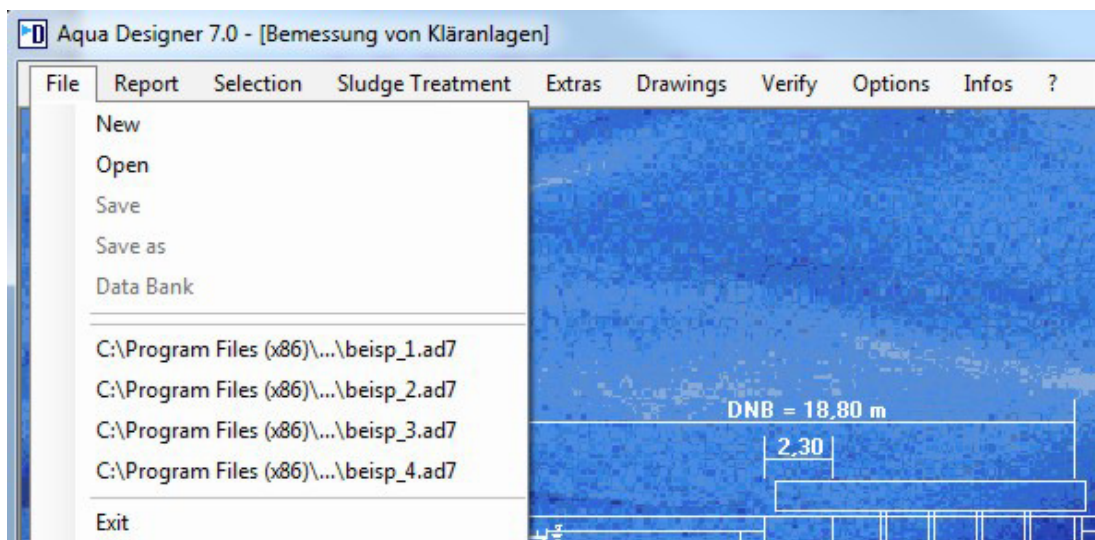 Aqua Designer 7.0 - [Bemessung von Kläranlagen]
File Report Selection Sludge Treatment Extras Drawings Verify Options Infos ?
New
Open
Save
Save as
Data Bank
C:\Program Files (x86)\...\beisp_1.ad7
C:\Program Files (x86)\...\beisp_2.ad7
C:\Program Files (x86)\...\beisp_3.ad7
C:\Program Files (x86)\...\beisp_4.ad7
Exit
DNB = 18,80 m
2,30